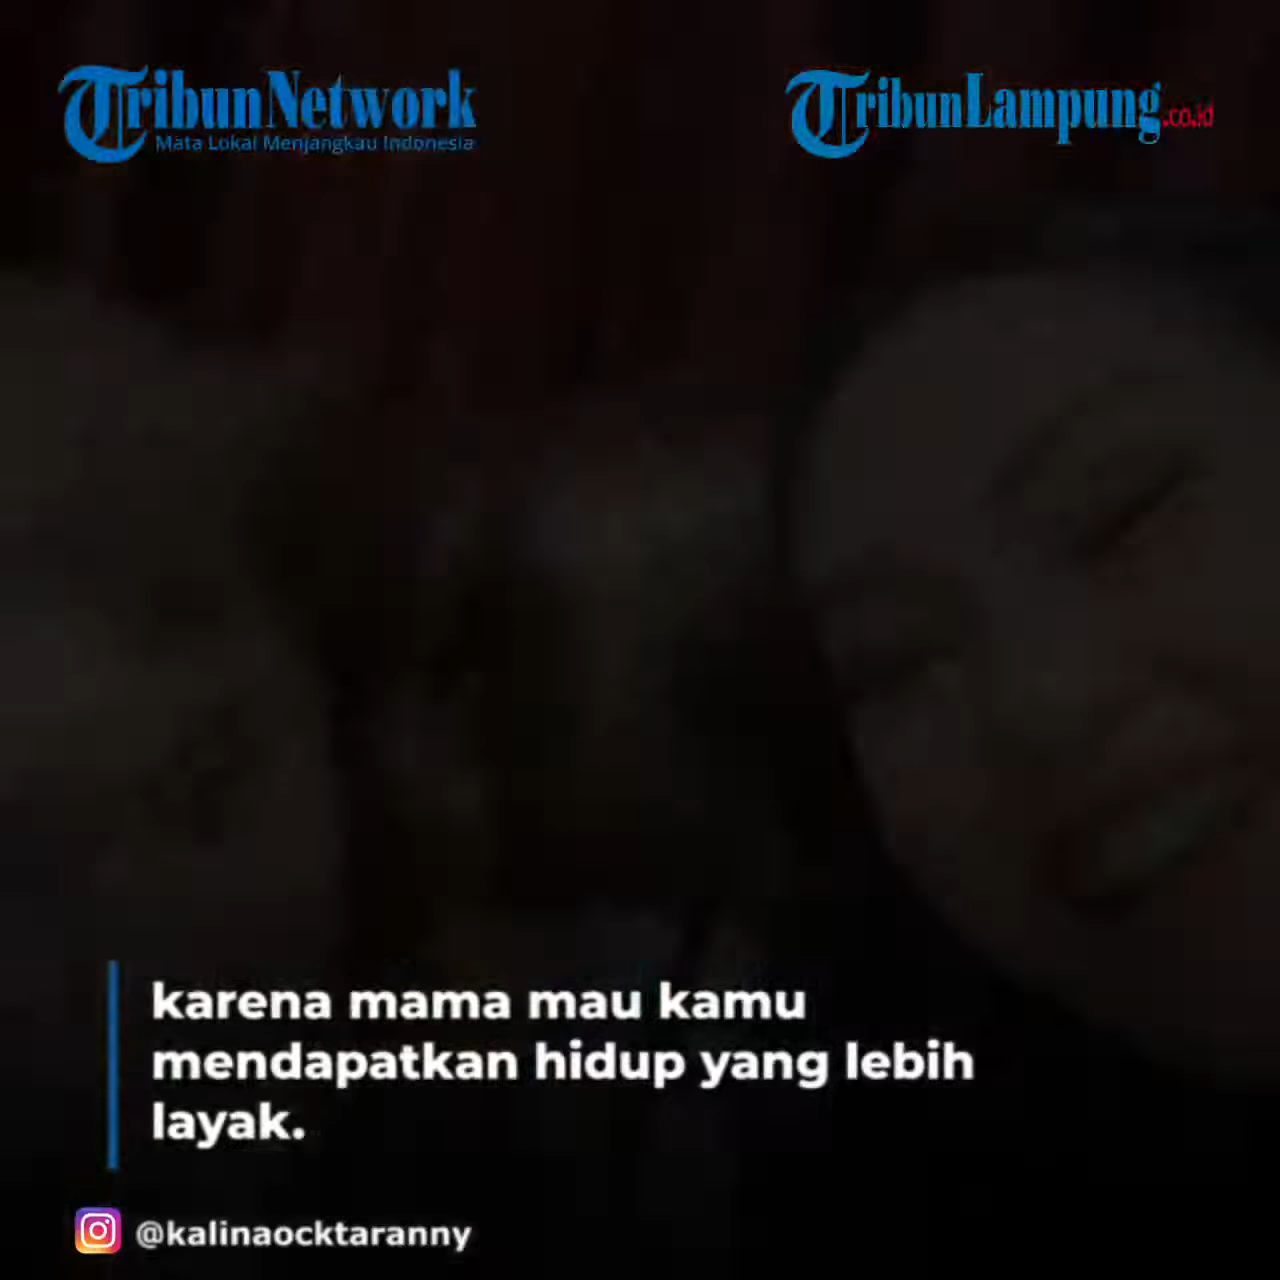 TribunNetwork
Mata Lokal Menjangkau Indonesia
TribunLampung.co.id
karena mama mau kamu
mendapatkan hidup yang lebih
layak.
@kalinaocktaranny